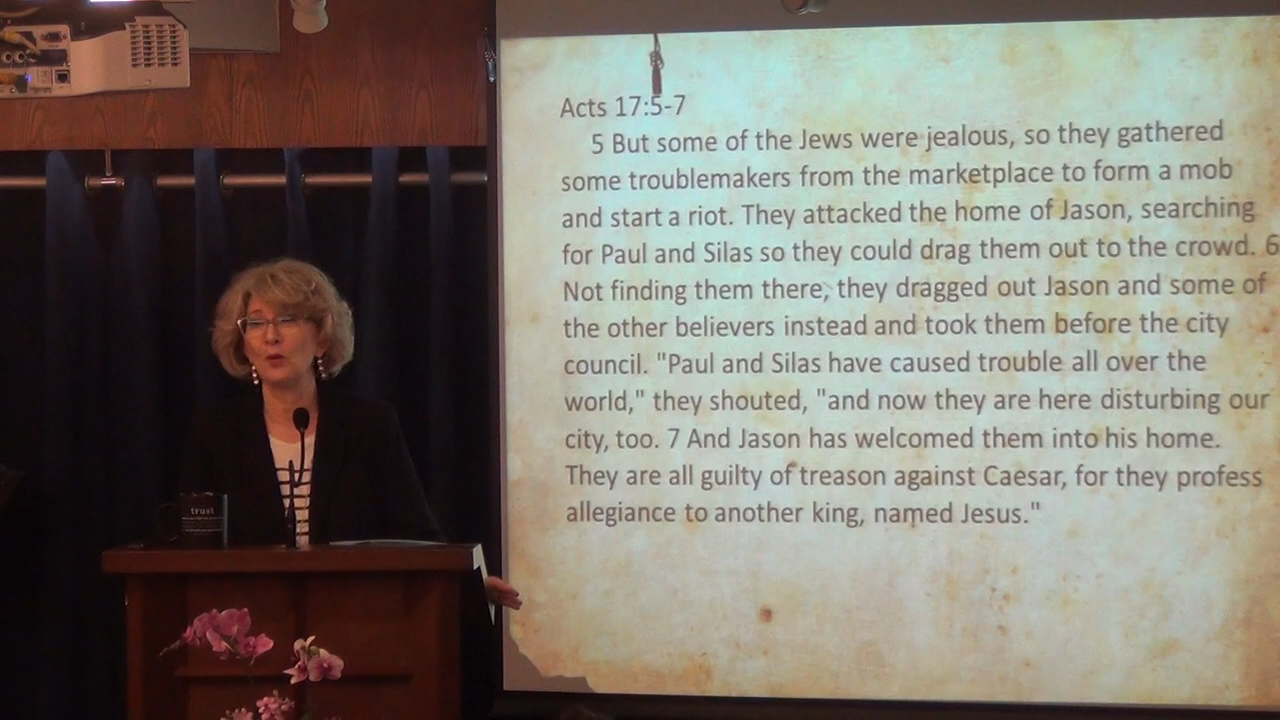 Acts 17:5-7
5 But some of the Jews were jealous, so they gathered
some troublemakers from the marketplace to form a mob
and start a riot. They attacked the home of Jason, searching
for Paul and Silas so they could drag them out to the crowd. 6
Not finding them there, they dragged out Jason and some of
the other believers instead and took them before the city
council. "Paul and Silas have caused trouble all over the
world," they shouted, "and now they are here disturbing our
city, too. 7 And Jason has welcomed them into his home.
They are all guilty of treason against Caesar, for they profess
allegiance to another king, named Jesus."
trust